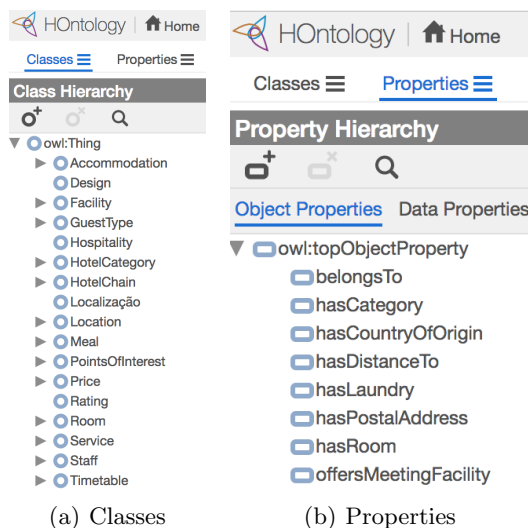 HOntology Home
Classes Properties
Class Hierarchy
owl:Thing
Accommodation
Design
Facility
GuestType
Hospitality
HotelCategory
HotelChain
Localização
Location
Meal
PointsOfInterest
Price
Rating
Room
Service
Staff
Timetable
(a) Classes
HOntology Home
Classes Properties
Property Hierarchy
Object Properties Data Properties
owl:topObjectProperty
belongsTo
hasCategory
hasCountryOfOrigin
hasDistanceTo
hasLaundry
hasPostalAddress
hasRoom
offersMeetingFacility
(b) Properties